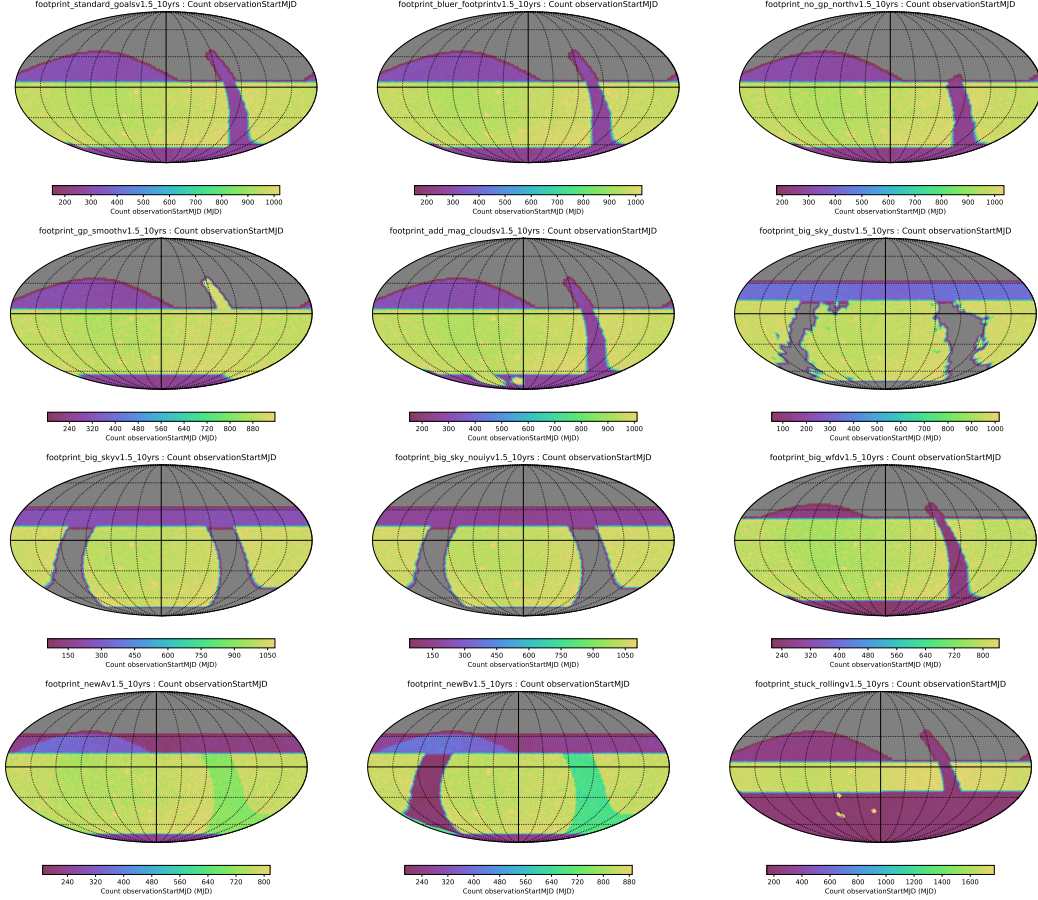 footprint_standard_goalsv1.5_10yrs : Count observationStartMJD
footprint_bluer_footprintv1.5_10yrs : Count observationStartMJD
footprint_no_gp_northv1.5_10yrs : Count observationStartMJD
200 300 400 500 600 700 800 900 1000
Count observationStartMJD (MJD)
200 300 400 500 600 700 800 900 1000
Count observationStartMJD (MJD)
200 300 400 500 600 700 800 900 1000
Count observationStartMJD (MJD)
footprint_gp_smoothv1.5_10yrs : Count observationStartMJD
footprint_add_mag_cloudsv1.5_10yrs : Count observationStartMJD
footprint_big_sky_dustv1.5_10yrs : Count observationStartMJD
240 320 400 480 560 640 720 800 880
Count observationStartMJD (MJD)
200 300 400 500 600 700 800 900 1000
Count observationStartMJD (MJD)
100 200 300 400 500 600 700 800 900 1000
Count observationStartMJD (MJD)
footprint_big_skyv1.5_10yrs : Count observationStartMJD
footprint_big_sky_nouiyv1.5_10yrs : Count observationStartMJD
footprint_big_wfdv1.5_10yrs : Count observationStartMJD
150 300 450 600 750 900 1050
Count observationStartMJD (MJD)
150 300 450 600 750 900 1050
Count observationStartMJD (MJD)
240 320 400 480 560 640 720 800
Count observationStartMJD (MJD)
footprint_newAv1.5_10yrs : Count observationStartMJD
footprint_newBv1.5_10yrs : Count observationStartMJD
footprint_stuck_rollingv1.5_10yrs : Count observationStartMJD
240 320 400 480 560 640 720 800
Count observationStartMJD (MJD)
240 320 400 480 560 640 720 800 880
Count observationStartMJD (MJD)
200 400 600 800 1000 1200 1400 1600
Count observationStartMJD (MJD)